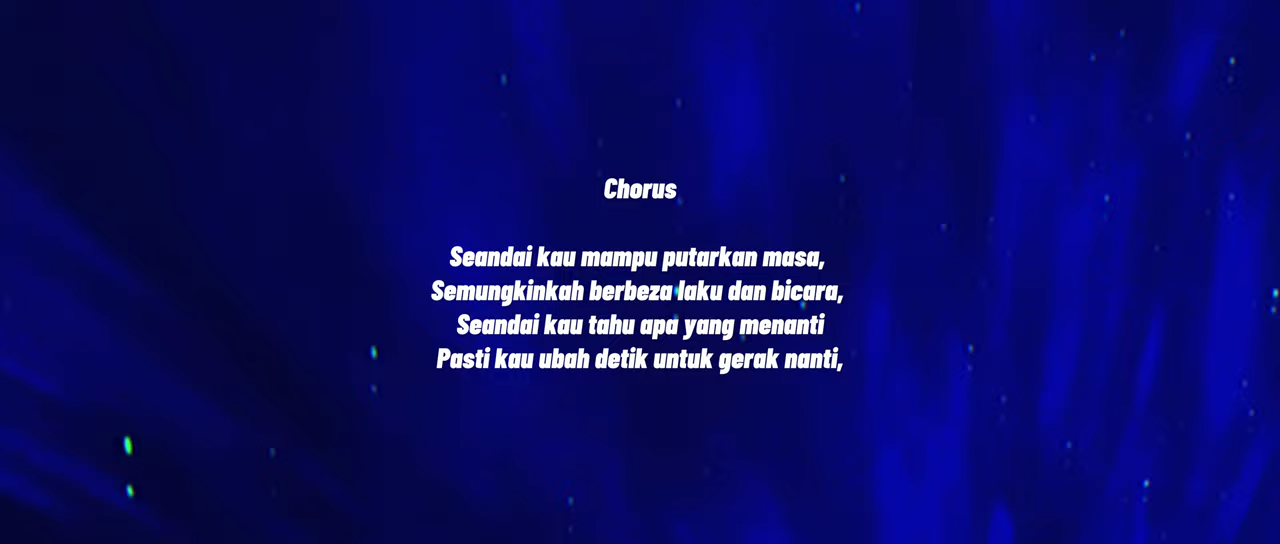 Chorus
Seandai kau mampu putarkan masa,
Semungkinkah berbeza laku dan bicara,
Seandai kau tahu apa yang menanti
Pasti kau ubah detik untuk gerak nanti,